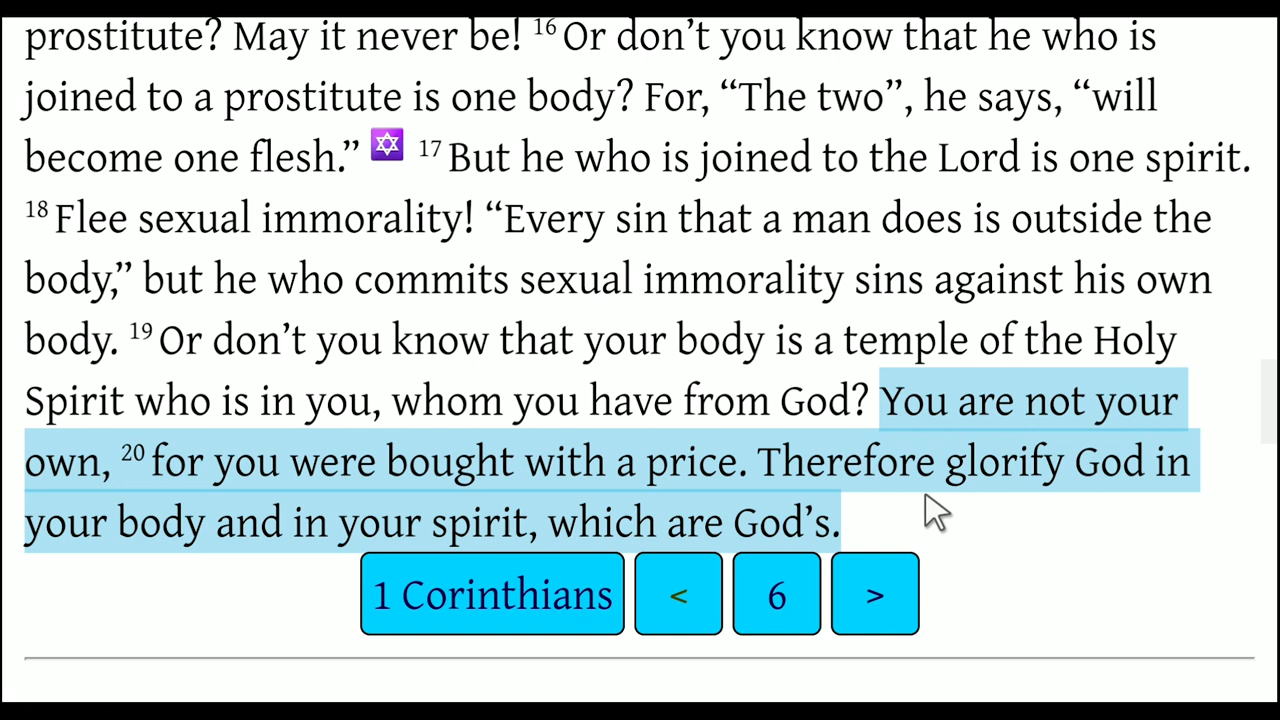 prostitute? May it never be! 16 Or don’t you know that he who is
joined to a prostitute is one body? For, “The two”, he says, “will
become one flesh.” ✡ 17 But he who is joined to the Lord is one spirit.
18 Flee sexual immorality! “Every sin that a man does is outside the
body,” but he who commits sexual immorality sins against his own
body. 19 Or don’t you know that your body is a temple of the Holy
Spirit who is in you, whom you have from God? You are not your
own, 20 for you were bought with a price. Therefore glorify God in
your body and in your spirit, which are God’s.
1 Corinthians < 6 >